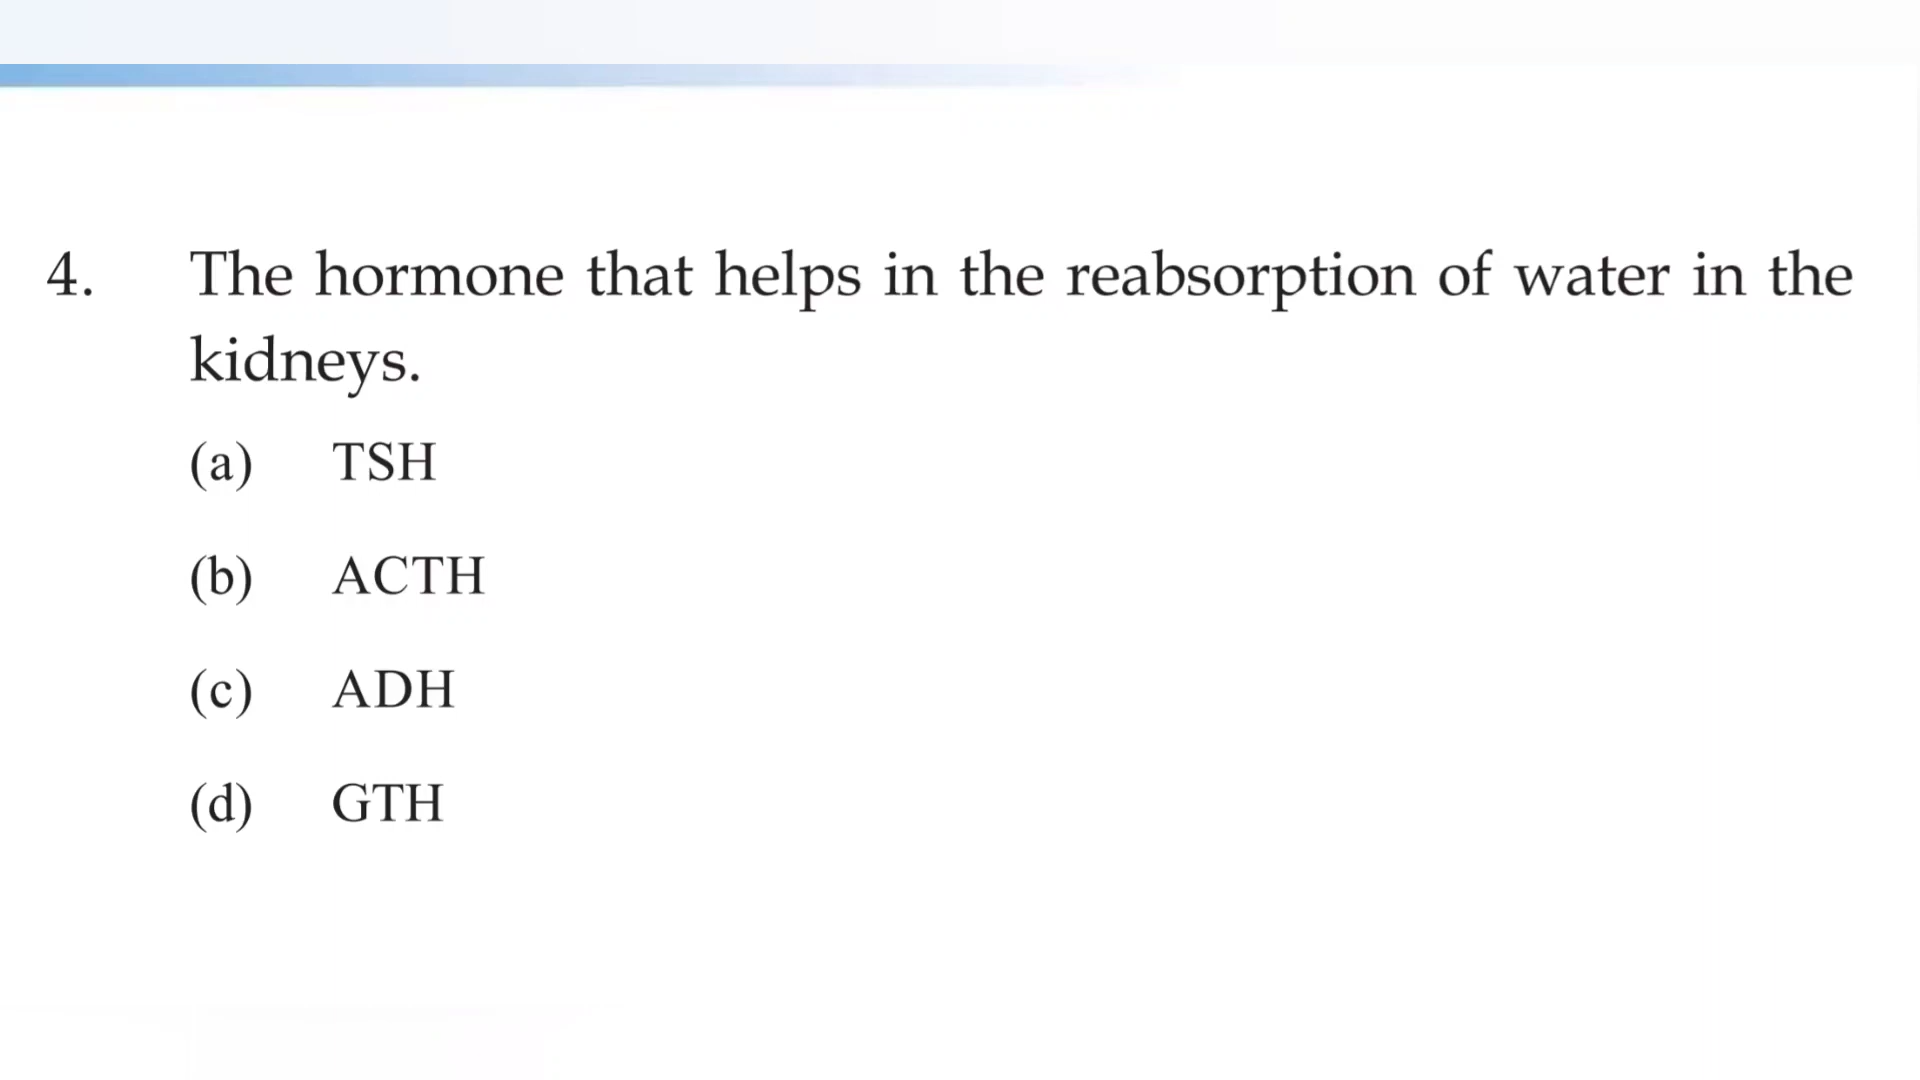 4. The hormone that helps in the reabsorption of water in the
kidneys.
(a) TSH
(b) ACTH
(c) ADH
(d) GTH